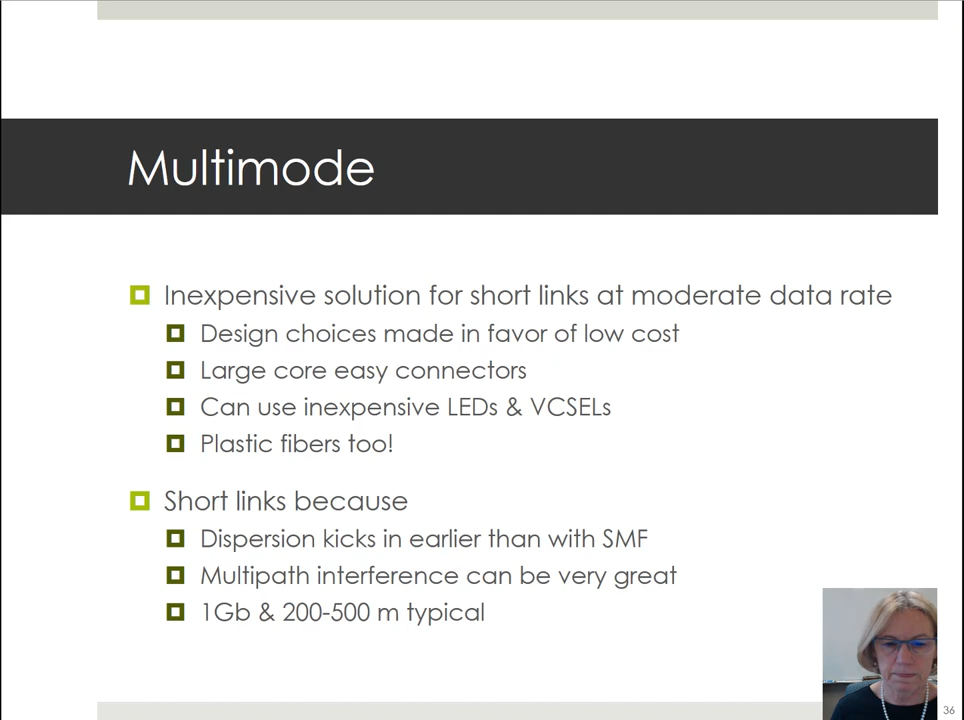 Multimode
Inexpensive solution for short links at moderate data rate
Design choices made in favor of low cost
Large core easy connectors
Can use inexpensive LEDs & VCSELs
Plastic fibers too!
Short links because
Dispersion kicks in earlier than with SMF
Multipath interference can be very great
1Gb & 200-500 m typical
36